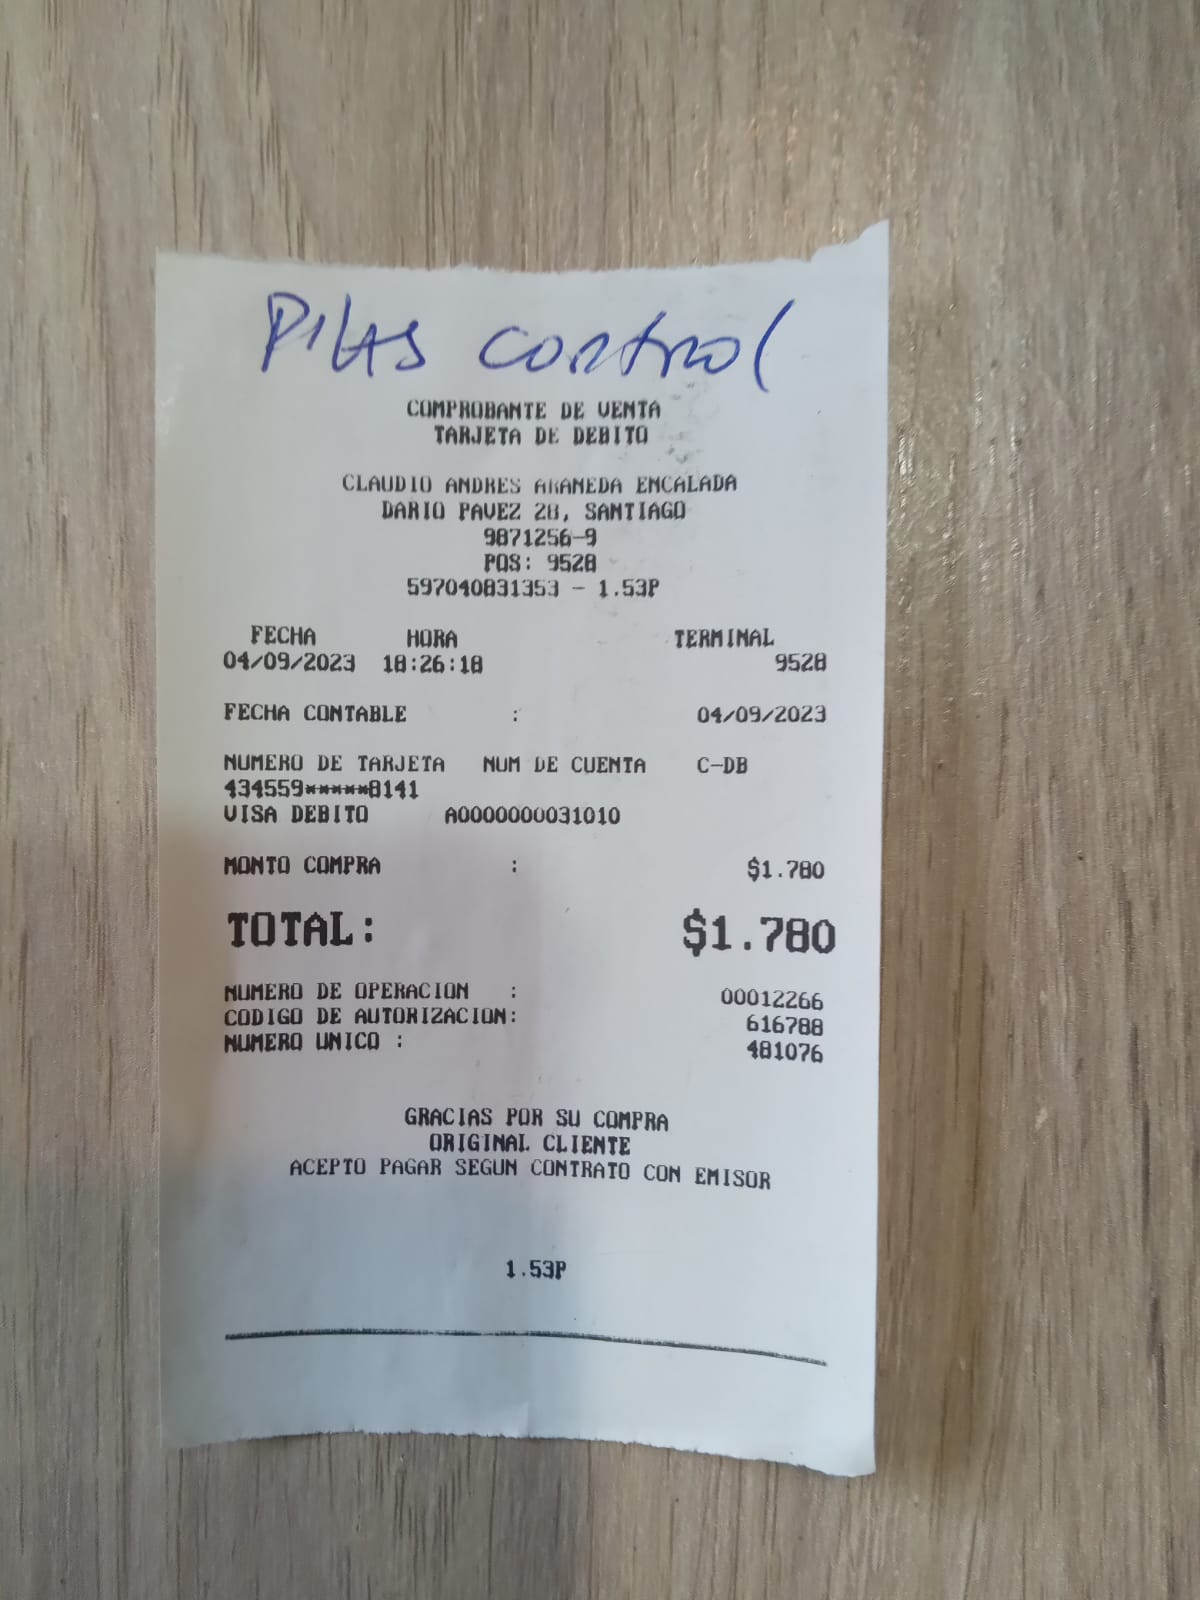 Pilas control
COMPROBANTE DE VENTA
TARJETA DE DEBITO
CLAUDIO ANDRES ARANEDA ENCALADA
DARIO PAVEZ 28, SANTIAGO
9871256-9
POS: 9528
597040831353 - 1.53P
FECHA HORA TERMINAL
04/09/2023 18:26:18 9528
FECHA CONTABLE : 04/09/2023
NUMERO DE TARJETA NUM DE CUENTA C-DB
434559*****8141
VISA DEBITO A0000000031010
MONTO COMPRA : $1.780
TOTAL: $1.780
NUMERO DE OPERACION : 00012266
CODIGO DE AUTORIZACION: 616788
NUMERO UNICO : 481076
GRACIAS POR SU COMPRA
ORIGINAL CLIENTE
ACEPTO PAGAR SEGUN CONTRATO CON EMISOR
1.53P